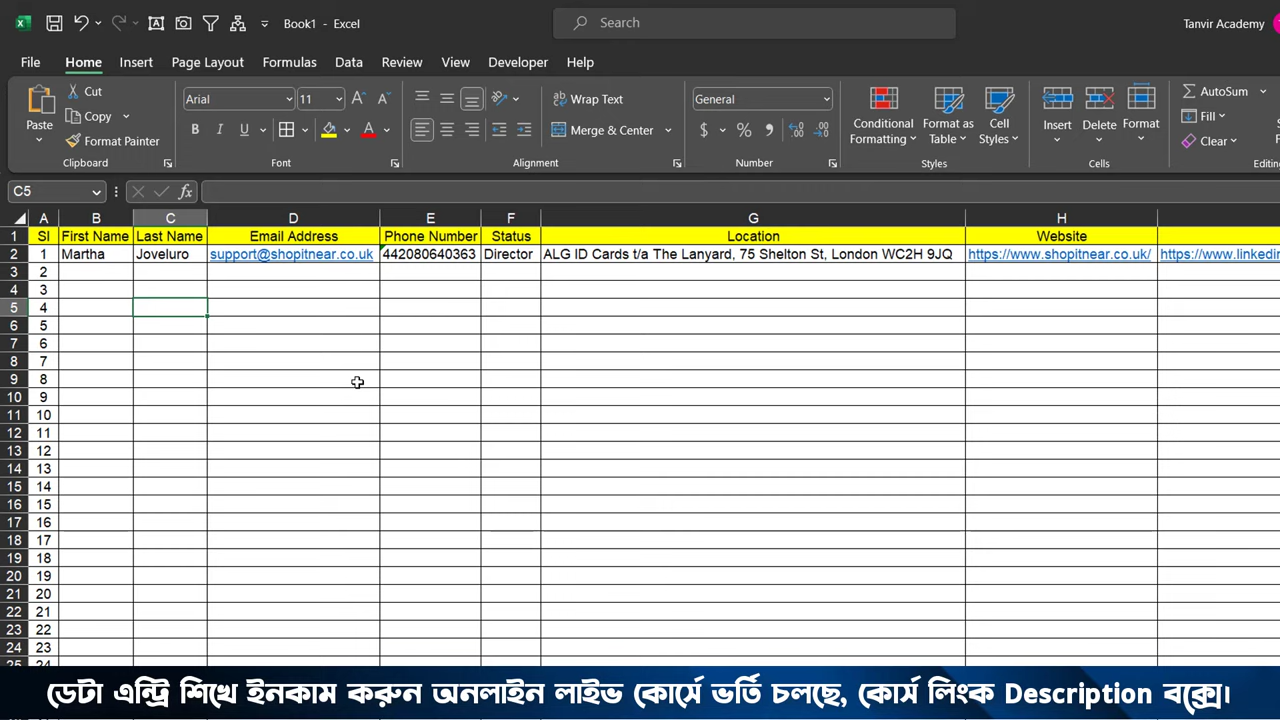 Book1 - Excel
Search
Tanvir Academy
File Home Insert Page Layout Formulas Data Review View Developer Help
Paste
Cut
Copy
Format Painter
Clipboard
Arial 11
B I U
Font
Wrap Text
Merge & Center
Alignment
General
$ %
Number
Conditional Formatting
Format as Table
Cell Styles
Styles
Insert
Delete
Format
Cells
AutoSum
Fill
Clear
C5
fx
A B C D E F G H
1 SI First Name Last Name Email Address Phone Number Status Location Website
2 1 Martha Joveluro support@shopitnear.co.uk 442080640363 Director ALG ID Cards t/a The Lanyard, 75 Shelton St, London WC2H 9JQ https://www.shopitnear.co.uk/ https://www.linkedin
3 2
4 3
5 4
6 5
7 6
8 7
9 8
10 9
11 10
12 11
13 12
14 13
15 14
16 15
17 16
18 17
19 18
20 19
21 20
22 21
23 22
24 23
ডেটা এন্ট্রি শিখে ইনকাম করুন অনলাইন লাইভ কোর্সে ভর্তি চলছে, কোর্স লিংক Description বক্সে।